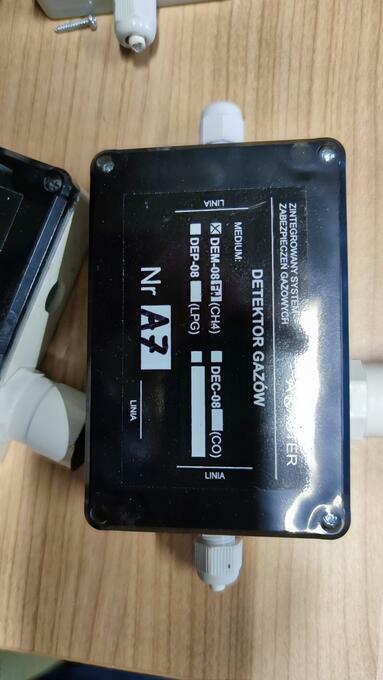 ZINTEGROWANY SYSTEM
ZABEZPIECZEŃ GAZOWYCH
DETEKTOR GAZÓW
MEDIUM:
DEM-08 (CH4)
DEC-08 (CO)
DEP-08 (LPG)
Nr A7
LINIA
LINIA
LINIA